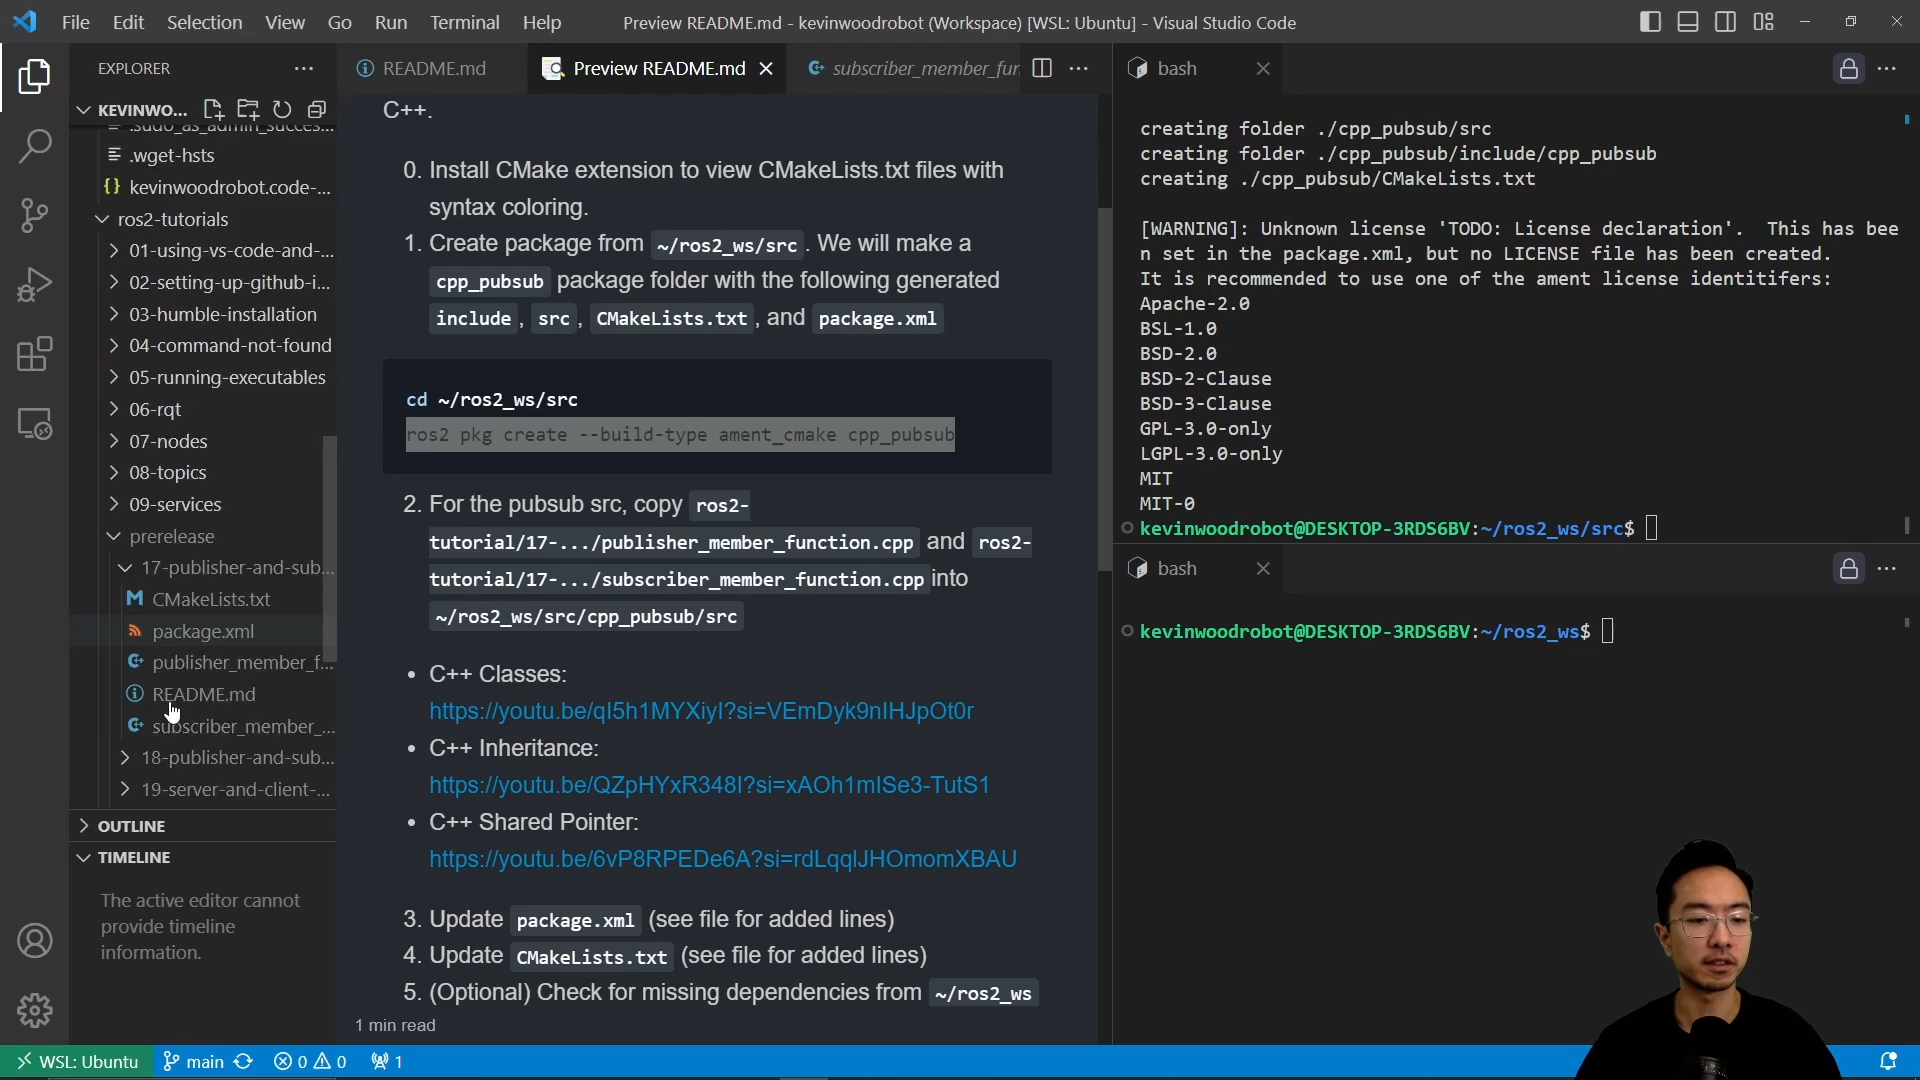 File Edit Selection View Go Run Terminal Help
Preview README.md - kevinwoodrobot (Workspace) [WSL: Ubuntu] - Visual Studio Code
EXPLORER
KEVINWO...
.sudo_as_admin_succes...
.wget-hsts
kevinwoodrobot.code-...
ros2-tutorials
01-using-vs-code-and-...
02-setting-up-github-i...
03-humble-installation
04-command-not-found
05-running-executables
06-rqt
07-nodes
08-topics
09-services
prerelease
17-publisher-and-sub...
CMakeLists.txt
package.xml
publisher_member_f...
README.md
subscriber_member_...
18-publisher-and-sub...
19-server-and-client-...
OUTLINE
TIMELINE
The active editor cannot
provide timeline
information.
README.md
Preview README.md
subscriber_member_fun
C++.
0. Install CMake extension to view CMakeLists.txt files with
syntax coloring.
1. Create package from ~/ros2_ws/src . We will make a
cpp_pubsub package folder with the following generated
include , src , CMakeLists.txt , and package.xml
cd ~/ros2_ws/src
ros2 pkg create --build-type ament_cmake cpp_pubsub
2. For the pubsub src, copy ros2-
tutorial/17-.../publisher_member_function.cpp and ros2-
tutorial/17-.../subscriber_member_function.cpp into
~/ros2_ws/src/cpp_pubsub/src
• C++ Classes:
https://youtu.be/qI5h1MYXiyI?si=VEmDyk9nIHJpOt0r
• C++ Inheritance:
https://youtu.be/QZpHYxR348I?si=xAOh1mISe3-TutS1
• C++ Shared Pointer:
https://youtu.be/6vP8RPEDe6A?si=rdLqqlJHOmomXBAU
3. Update package.xml (see file for added lines)
4. Update CMakeLists.txt (see file for added lines)
5. (Optional) Check for missing dependencies from ~/ros2_ws
1 min read
bash
creating folder ./cpp_pubsub/src
creating folder ./cpp_pubsub/include/cpp_pubsub
creating ./cpp_pubsub/CMakeLists.txt
[WARNING]: Unknown license 'TODO: License declaration'.  This has bee
n set in the package.xml, but no LICENSE file has been created.
It is recommended to use one of the ament license identitifers:
Apache-2.0
BSL-1.0
BSD-2.0
BSD-2-Clause
BSD-3-Clause
GPL-3.0-only
LGPL-3.0-only
MIT
MIT-0
kevinwoodrobot@DESKTOP-3RDS6BV:~/ros2_ws/src$
bash
kevinwoodrobot@DESKTOP-3RDS6BV:~/ros2_ws$
WSL: Ubuntu main 0 0 1